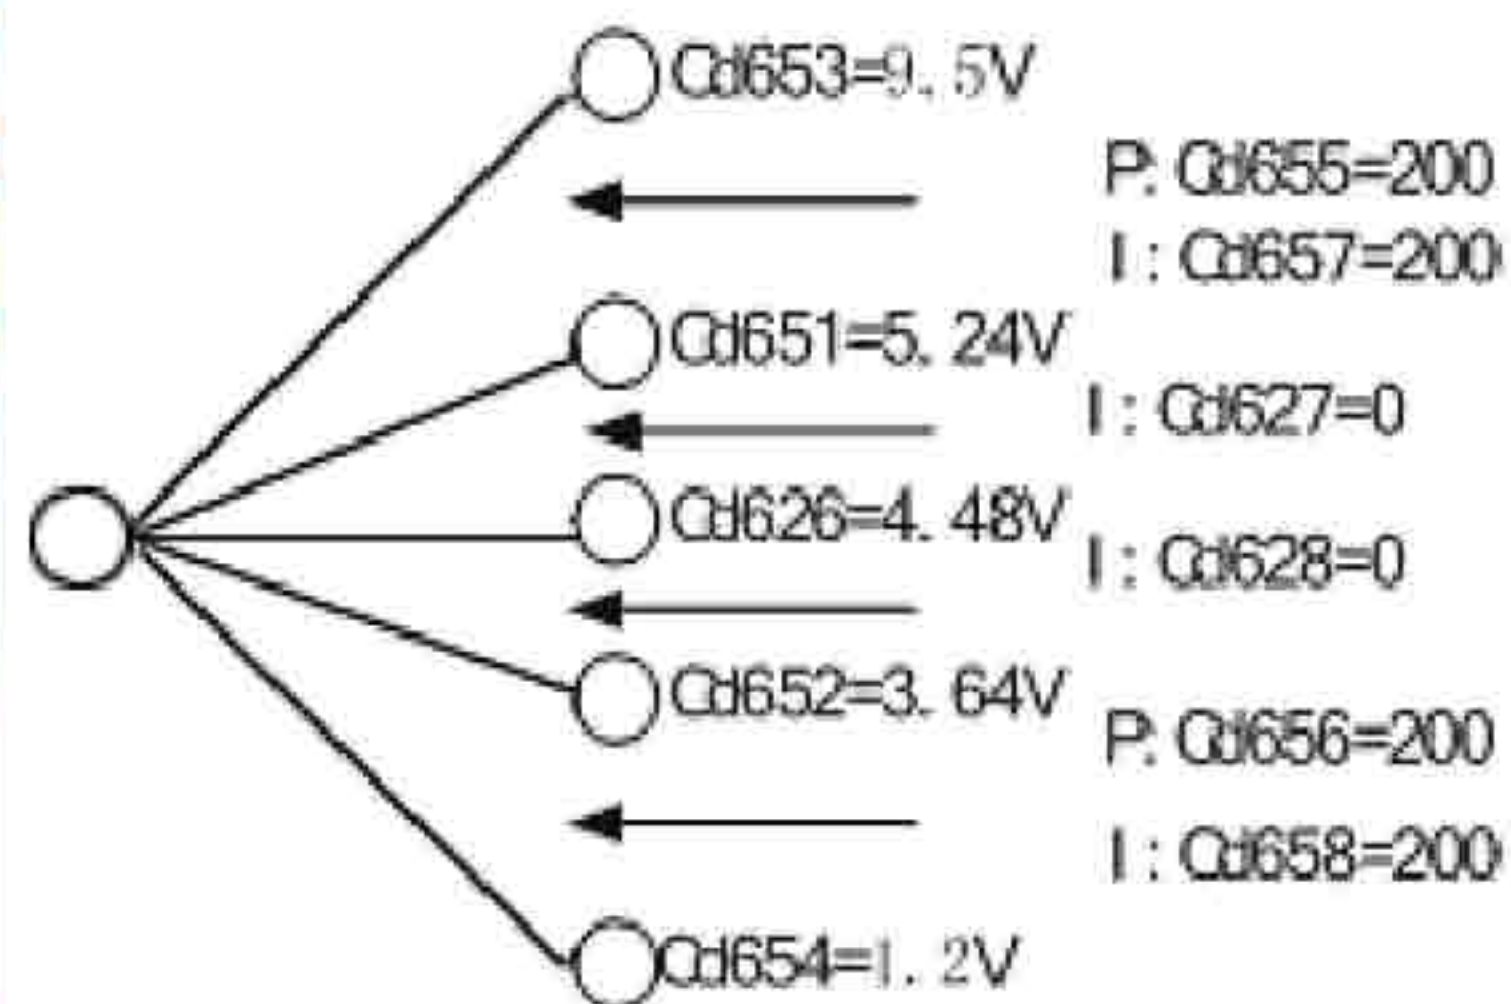 Cd653=9.5V
P: Cd655=200
I: Cd657=200
Cd651=5.24V
I: Cd627=0
Cd626=4.48V
I: Cd628=0
Cd652=3.64V
P: Cd656=200
I: Cd658=200
Cd654=1.2V